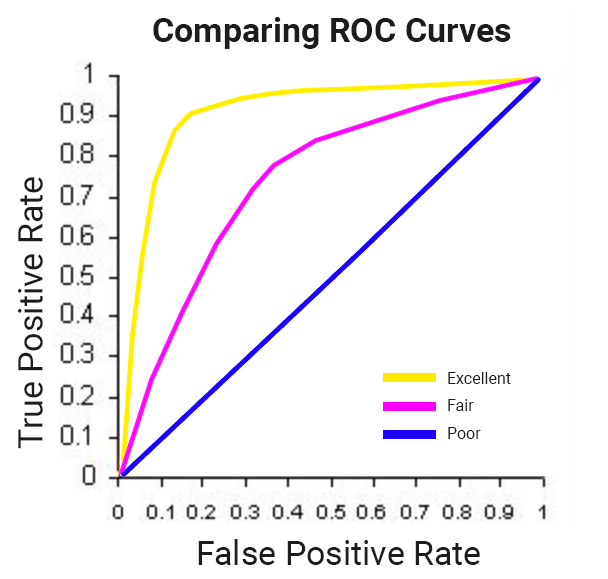 Comparing ROC Curves
1
0.9
0.8
0.7
0.6
0.5
0.4
0.3
0.2
0.1
0
True Positive Rate
Excellent
Fair
Poor
0 0.1 0.2 0.3 0.4 0.5 0.6 0.7 0.8 0.9 1
False Positive Rate